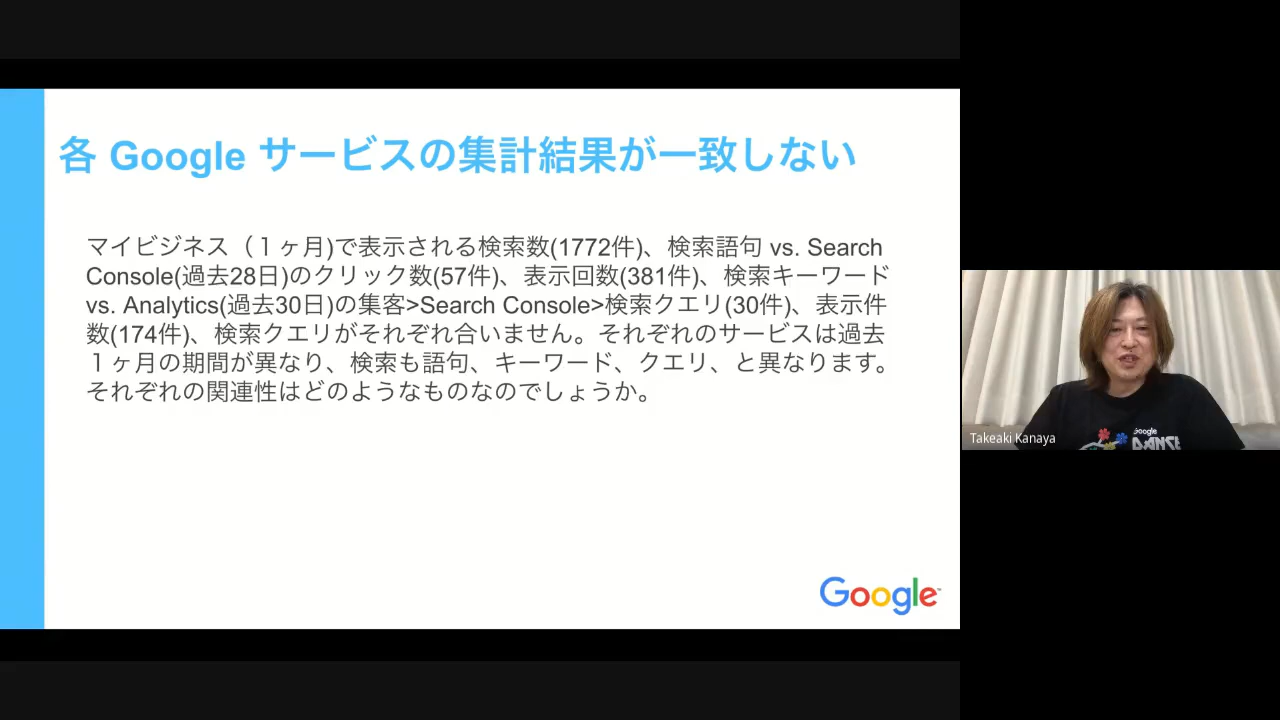 各 Google サービスの集計結果が一致しない
マイビジネス（１ヶ月)で表示される検索数(1772件)、検索語句 vs. Search
Console(過去28日)のクリック数(57件)、表示回数(381件)、検索キーワード
vs. Analytics(過去30日)の集客>Search Console>検索クエリ(30件)、表示件
数(174件)、検索クエリがそれぞれ合いません。それぞれのサービスは過去
１ヶ月の期間が異なり、検索も語句、キーワード、クエリ、と異なります。
それぞれの関連性はどのようなものなのでしょうか。
Google
Takeaki Kanaya
Google
DANCE